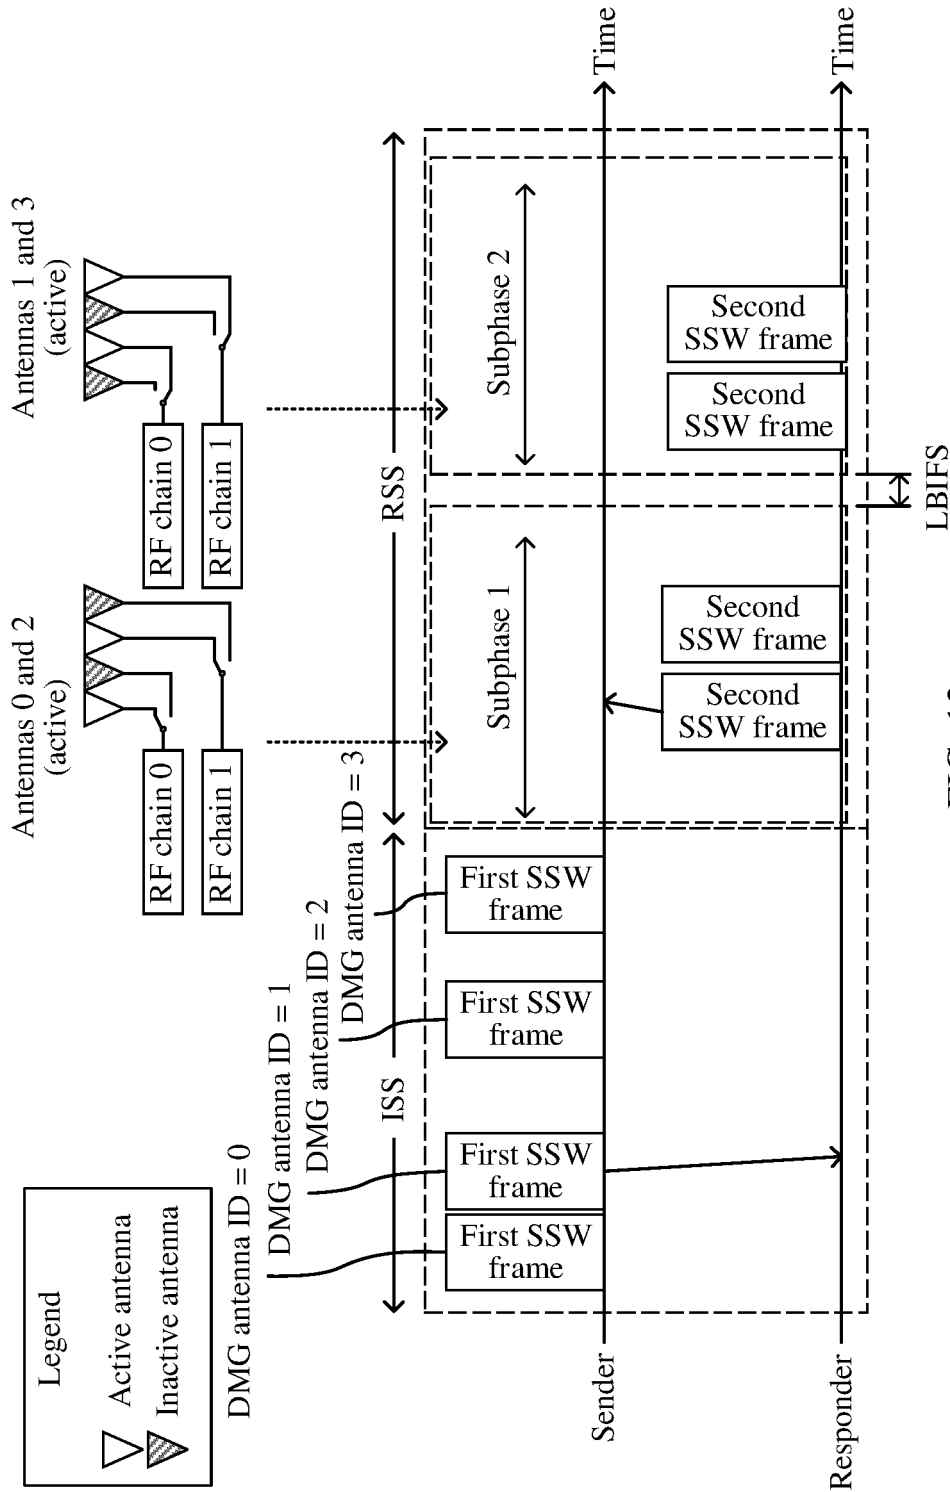 Legend
Active antenna
Inactive antenna
Antennas 0 and 2
(active)
RF chain 0
RF chain 1
Antennas 1 and 3
(active)
RF chain 0
RF chain 1
DMG antenna ID = 0
DMG antenna ID = 1
DMG antenna ID = 2
DMG antenna ID = 3
ISS
RSS
First SSW
frame
First SSW
frame
First SSW
frame
First SSW
frame
Subphase 1
Subphase 2
Sender
Time
Second
SSW frame
Second
SSW frame
Second
SSW frame
Second
SSW frame
Responder
Time
LBIFS